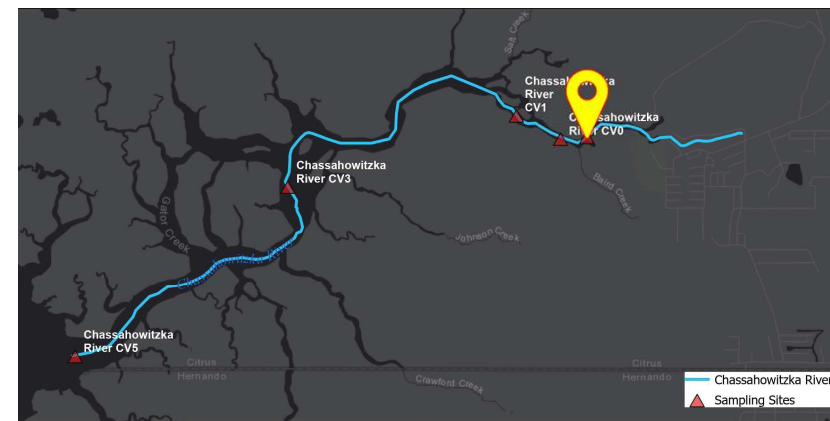 Salt Creek
Chassahowitzka
River
CV1
River CV0
Baird Creek
Chassahowitzka
River CV3
Gator Creek
Johnson Creek
Chassahowitzka
River CV5
Citrus
Hernando
Crawford Creek
Citrus
Hernando
Chassahowitzka River
Sampling Sites